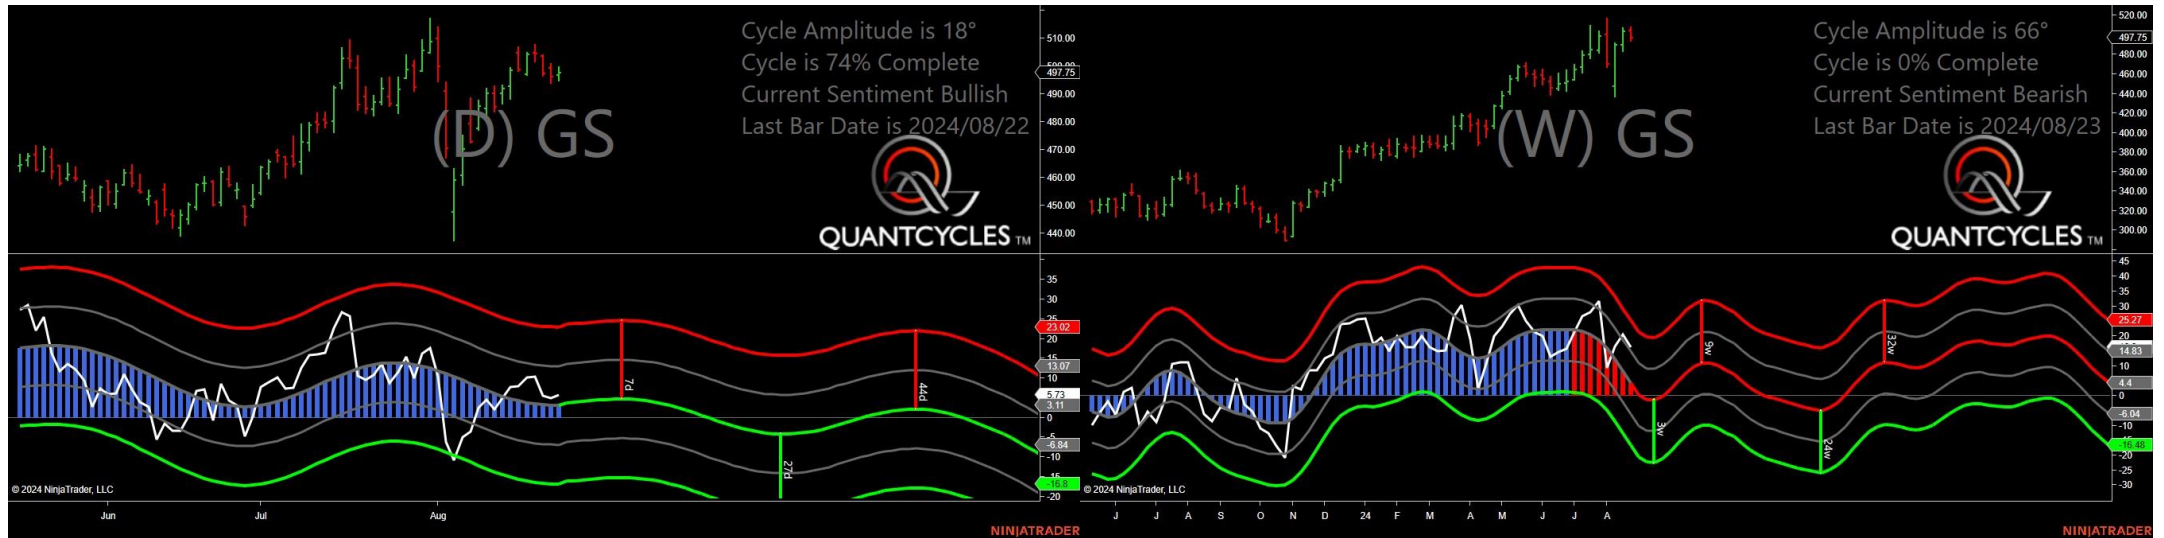 Cycle Amplitude is 18°
Cycle is 74% Complete
Current Sentiment Bullish
Last Bar Date is 2024/08/22
(D) GS
QUANTCYCLES TM
510.00
500.00
497.75
490.00
480.00
470.00
460.00
450.00
440.00
35
30
25
23.02
20
15
13.07
10
5.73
3.11
0
-6.84
-10
-16.8
-20
7d
27d
44d
© 2024 NinjaTrader, LLC
Jun
Jul
Aug
NINJATRADER
Cycle Amplitude is 66°
Cycle is 0% Complete
Current Sentiment Bearish
Last Bar Date is 2024/08/23
(W) GS
QUANTCYCLES TM
520.00
497.75
480.00
460.00
440.00
420.00
400.00
380.00
360.00
340.00
320.00
300.00
45
40
35
30
25.27
20
14.83
10
4.4
0
-6.04
-10
-16.48
-20
-25
-30
3w
9w
24w
32w
© 2024 NinjaTrader, LLC
J
J
A
S
O
N
D
24
F
M
A
M
J
J
A
NINJATRADER